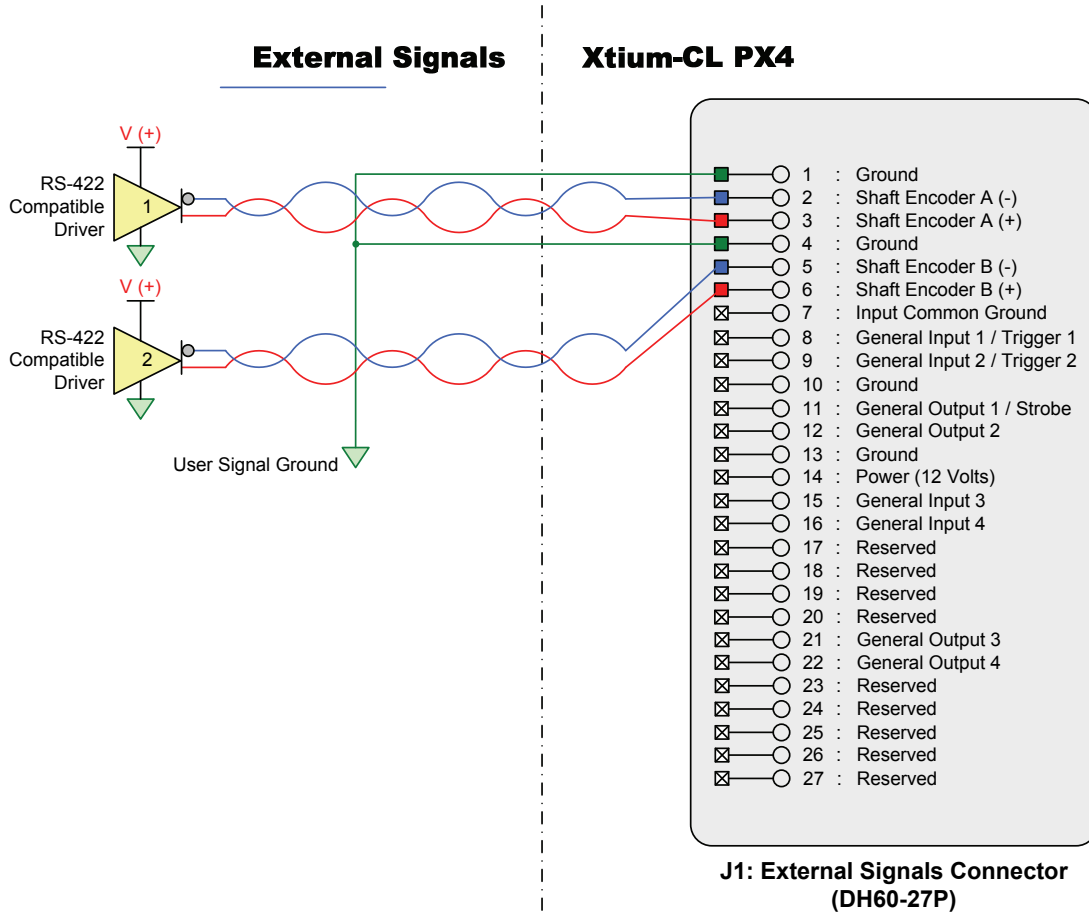 External Signals
Xtium-CL PX4
V (+)
RS-422
Compatible
Driver
1
V (+)
RS-422
Compatible
Driver
2
User Signal Ground
1 : Ground
2 : Shaft Encoder A (-)
3 : Shaft Encoder A (+)
4 : Ground
5 : Shaft Encoder B (-)
6 : Shaft Encoder B (+)
7 : Input Common Ground
8 : General Input 1 / Trigger 1
9 : General Input 2 / Trigger 2
10 : Ground
11 : General Output 1 / Strobe
12 : General Output 2
13 : Ground
14 : Power (12 Volts)
15 : General Input 3
16 : General Input 4
17 : Reserved
18 : Reserved
19 : Reserved
20 : Reserved
21 : General Output 3
22 : General Output 4
23 : Reserved
24 : Reserved
25 : Reserved
26 : Reserved
27 : Reserved
J1: External Signals Connector
(DH60-27P)